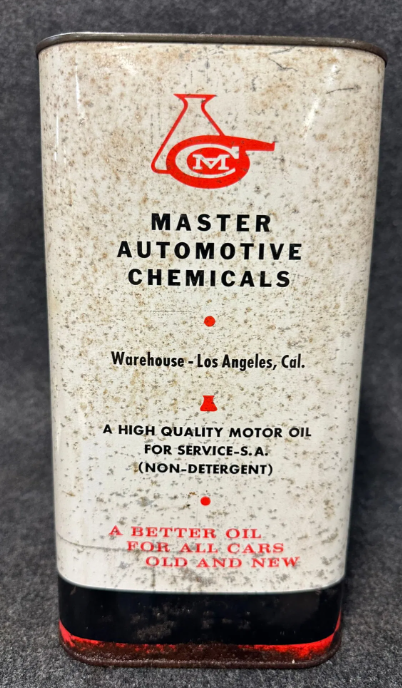 GM
MASTER
AUTOMOTIVE
CHEMICALS
Warehouse - Los Angeles, Cal.
A HIGH QUALITY MOTOR OIL
FOR SERVICE-S.A.
(NON-DETERGENT)
A BETTER OIL
FOR ALL CARS
OLD AND NEW